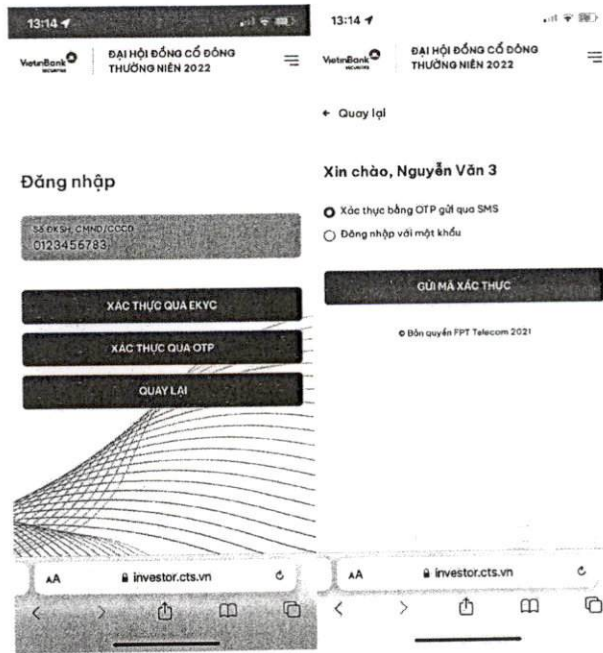 13:14
VietinBank
SECURITIES
ĐẠI HỘI ĐỒNG CỔ ĐÔNG
THƯỜNG NIÊN 2022
Đăng nhập
Số ĐKSH, CMND/CCCD
0123456783
XÁC THỰC QUA EKYC
XÁC THỰC QUA OTP
QUAY LẠI
AA
investor.cts.vn
13:14
VietinBank
SECURITIES
ĐẠI HỘI ĐỒNG CỔ ĐÔNG
THƯỜNG NIÊN 2022
← Quay lại
Xin chào, Nguyễn Văn 3
Xác thực bằng OTP gửi qua SMS
Đăng nhập với mật khẩu
GỬI MÃ XÁC THỰC
© Bản quyền FPT Telecom 2021
AA
investor.cts.vn